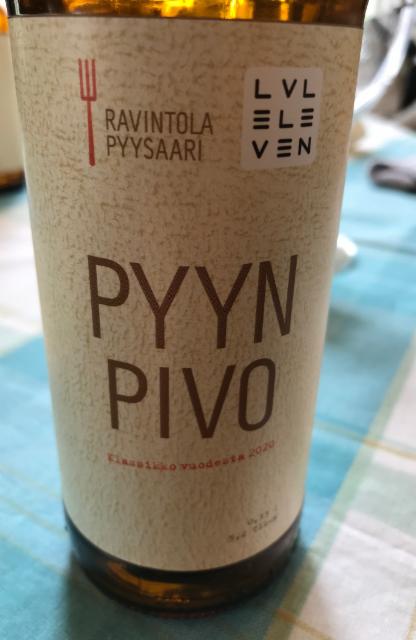 RAVINTOLA
PYYSAARI
LVL
ELE
VEN
PYYN
PIVO
Klassikko vuodesta 2020